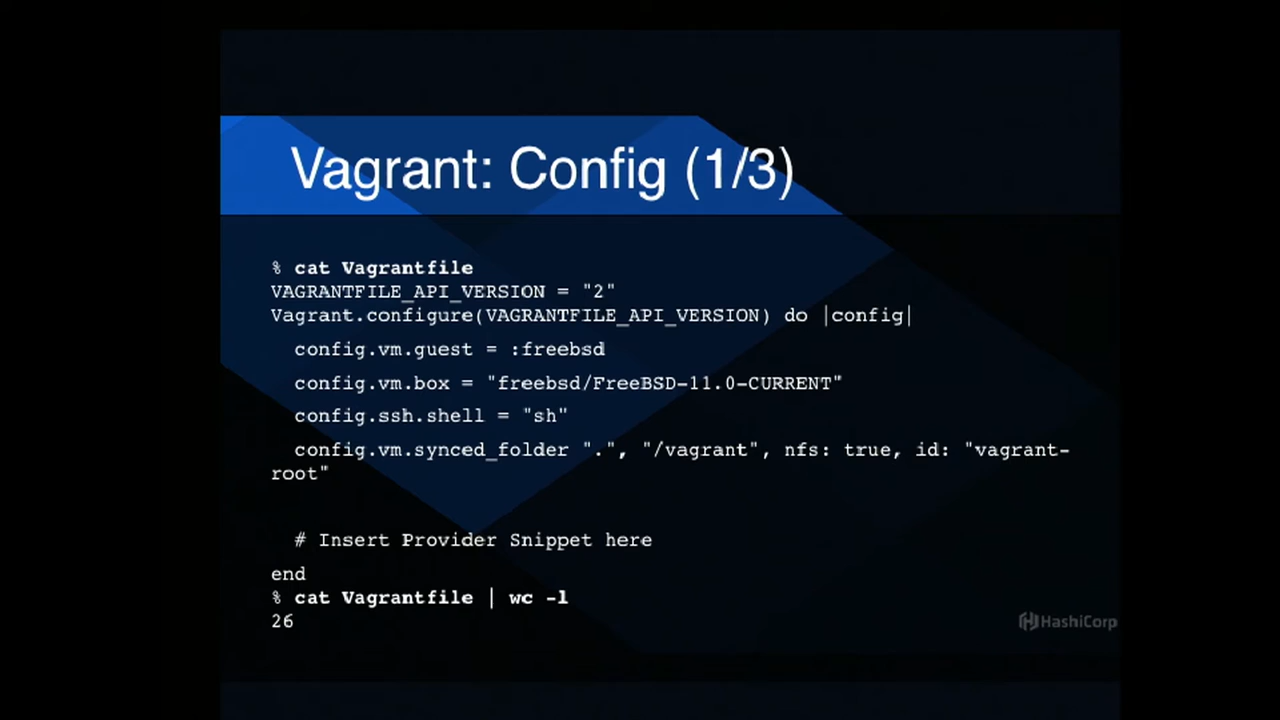 Vagrant: Config (1/3)
% cat Vagrantfile
VAGRANTFILE_API_VERSION = "2"
Vagrant.configure(VAGRANTFILE_API_VERSION) do |config|
config.vm.guest = :freebsd
config.vm.box = "freebsd/FreeBSD-11.0-CURRENT"
config.ssh.shell = "sh"
config.vm.synced_folder ".", "/vagrant", nfs: true, id: "vagrant-
root"
# Insert Provider Snippet here
end
% cat Vagrantfile | wc -l
26
HashiCorp